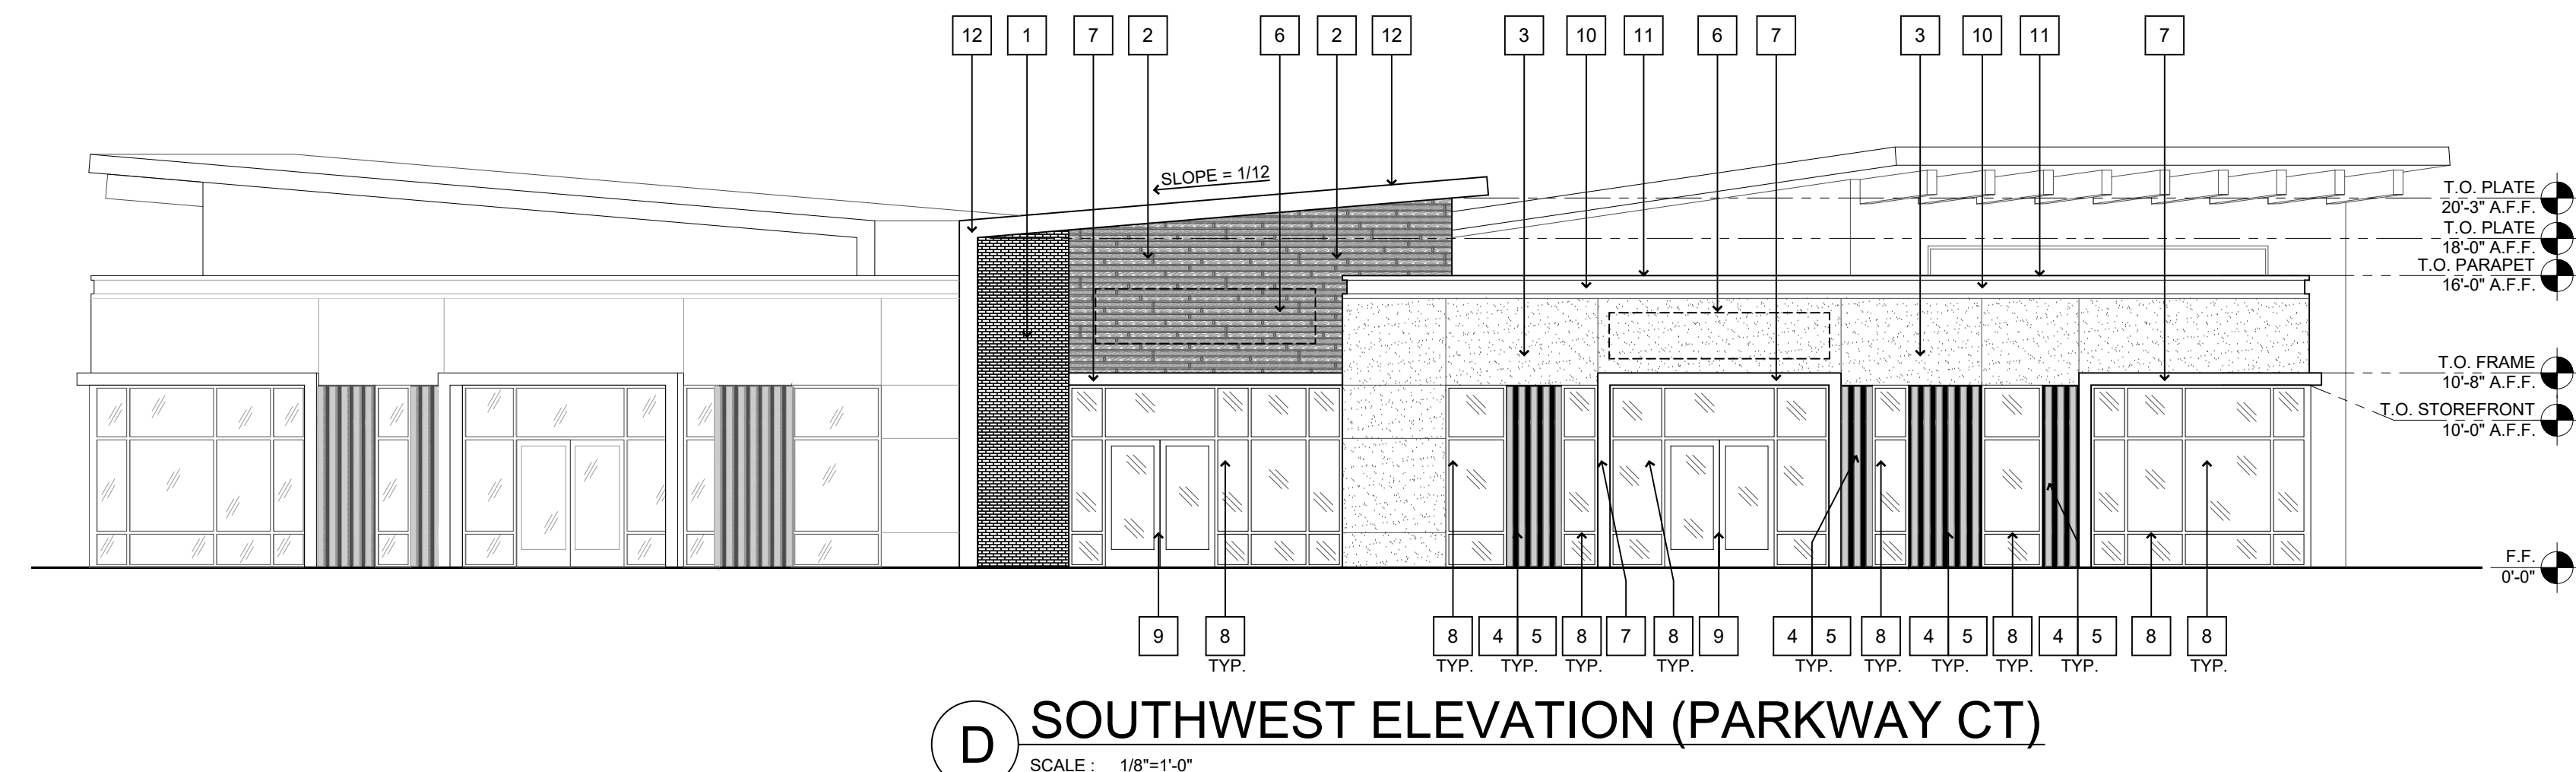 12 1 7 2 6 2 12 3 10 11 6 7 3 10 11 7
SLOPE = 1/12
T.O. PLATE
20'-3" A.F.F.
T.O. PLATE
18'-0" A.F.F.
T.O. PARAPET
16'-0" A.F.F.
T.O. FRAME
10'-8" A.F.F.
T.O. STOREFRONT
10'-0" A.F.F.
F.F.
0'-0"
9 8 8 4 5 8 7 8 9 4 5 8 4 5 8 4 5 8 8
TYP. TYP. TYP. TYP. TYP. TYP. TYP. TYP. TYP. TYP. TYP.
D SOUTHWEST ELEVATION (PARKWAY CT)
SCALE : 1/8"=1'-0"